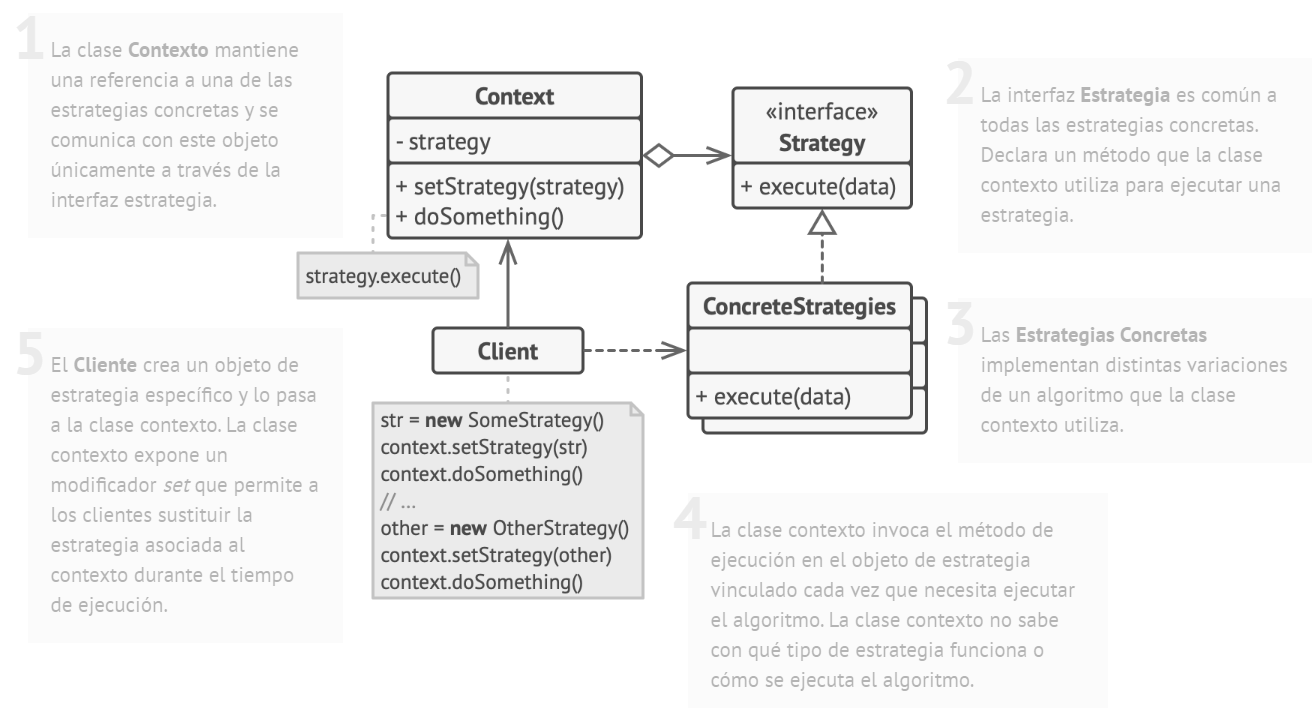 1
La clase Contexto mantiene
una referencia a una de las
estrategias concretas y se
comunica con este objeto
únicamente a través de la
interfaz estrategia.
Context
- strategy
+ setStrategy(strategy)
+ doSomething()
strategy.execute()
«interface»
Strategy
+ execute(data)
2
La interfaz Estrategia es común a
todas las estrategias concretas.
Declara un método que la clase
contexto utiliza para ejecutar una
estrategia.
ConcreteStrategies
+ execute(data)
3
Las Estrategias Concretas
implementan distintas variaciones
de un algoritmo que la clase
contexto utiliza.
5
El Cliente crea un objeto de
estrategia específico y lo pasa
a la clase contexto. La clase
contexto expone un
modificador set que permite a
los clientes sustituir la
estrategia asociada al
contexto durante el tiempo
de ejecución.
Client
str = new SomeStrategy()
context.setStrategy(str)
context.doSomething()
// ...
other = new OtherStrategy()
context.setStrategy(other)
context.doSomething()
4
La clase contexto invoca el método de
ejecución en el objeto de estrategia
vinculado cada vez que necesita ejecutar
el algoritmo. La clase contexto no sabe
con qué tipo de estrategia funciona o
cómo se ejecuta el algoritmo.